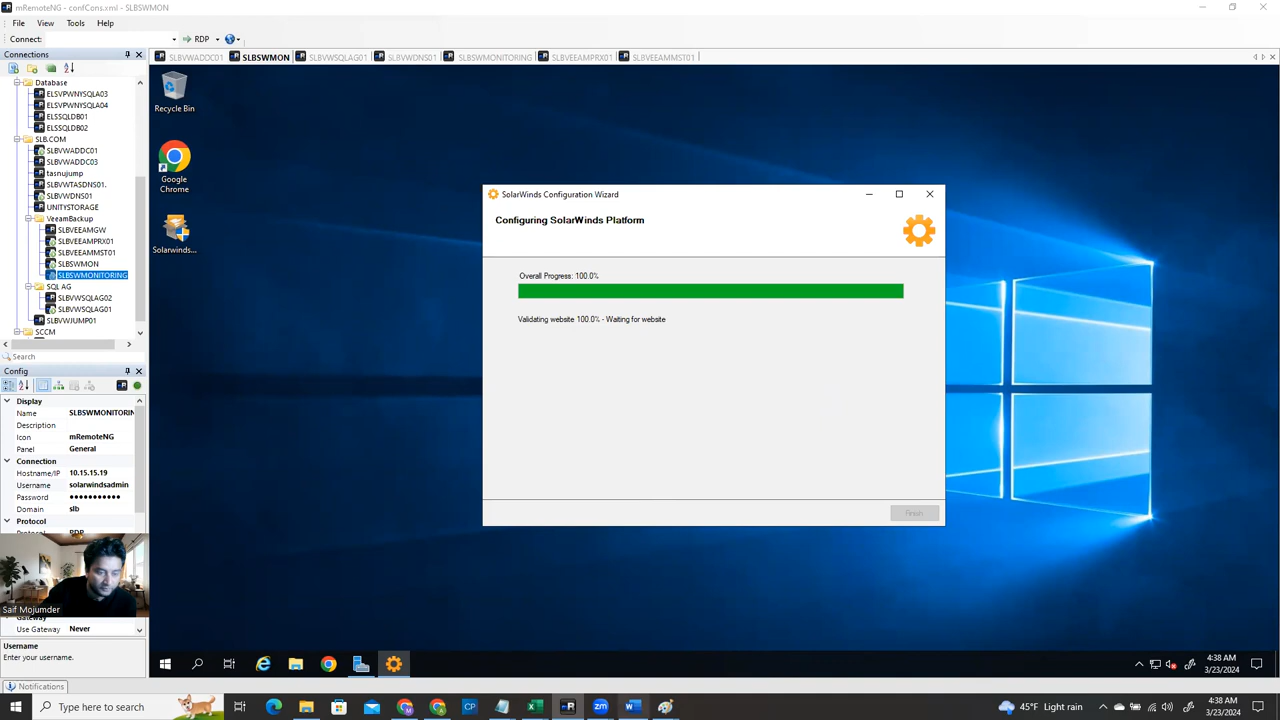 mRemoteNG - confCons.xml - SLBSWMON
File View Tools Help
Connect: RDP
Connections
SLBVWADDC01 SLBSWMON SLBVWSQLAG01 SLBVWDNS01 SLBSWMONITORING SLBVEEAMPRX01 SLBVEEAMMST01
Database
ELSVPWNYSQLA03
ELSVPWNYSQLA04
ELSSQLDB01
ELSSQLDB02
SLB.COM
SLBVWADDC01
SLBVWADDC03
tasnujump
SLBVWTASDNS01.
SLBVWDNS01
UNITYSTORAGE
VeeamBackup
SLBVEEAMGW
SLBVEEAMPRX01
SLBVEEAMMST01
SLBSWMON
SLBSWMONITORING
SQL AG
SLBVWSQLAG02
SLBVWSQLAG01
SLBVWJUMP01
SCCM
Search
Config
Display
Name SLBSWMONITORIN
Description
Icon mRemoteNG
Panel General
Connection
Hostname/IP 10.15.15.19
Username solarwindsadmin
Password ●●●●●●●●●●●
Domain slb
Protocol
Protocol RDP
Saif Mojumder
Gateway
Use Gateway Never
Username
Enter your username.
Notifications
Recycle Bin
Google
Chrome
Solarwinds...
SolarWinds Configuration Wizard
Configuring SolarWinds Platform
Overall Progress: 100.0%
Validating website 100.0% - Waiting for website
Finish
4:38 AM
3/23/2024
Type here to search
CP
zm
45°F Light rain
4:38 AM
3/23/2024